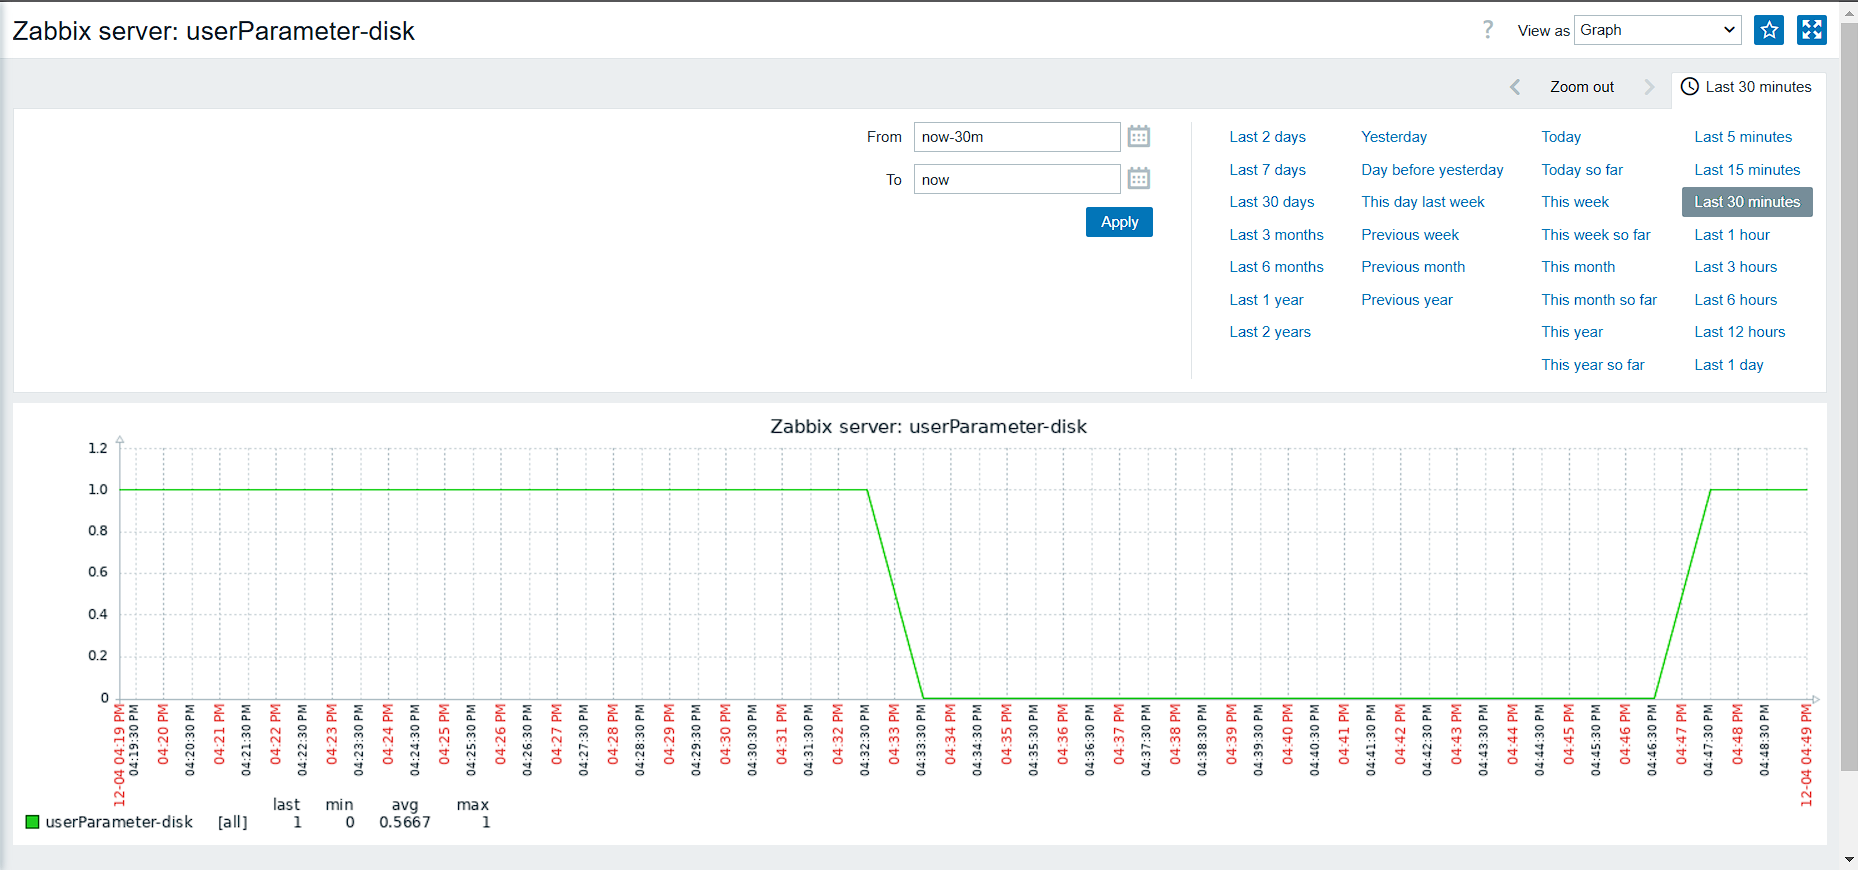 Zabbix server: userParameter-disk
? View as Graph
Zoom out Last 30 minutes
From now-30m
To now
Apply
Last 2 days Yesterday Today Last 5 minutes
Last 7 days Day before yesterday Today so far Last 15 minutes
Last 30 days This day last week This week Last 30 minutes
Last 3 months Previous week This week so far Last 1 hour
Last 6 months Previous month This month Last 3 hours
Last 1 year Previous year This month so far Last 6 hours
Last 2 years This year Last 12 hours
This year so far Last 1 day
Zabbix server: userParameter-disk
1.2
1.0
0.8
0.6
0.4
0.2
0
12-04 04:19 PM 04:19:30 PM 04:20 PM 04:20:30 PM 04:21 PM 04:21:30 PM 04:22 PM 04:22:30 PM 04:23 PM 04:23:30 PM 04:24 PM 04:24:30 PM 04:25 PM 04:25:30 PM 04:26 PM 04:26:30 PM 04:27 PM 04:27:30 PM 04:28 PM 04:28:30 PM 04:29 PM 04:29:30 PM 04:30 PM 04:30:30 PM 04:31 PM 04:31:30 PM 04:32 PM 04:32:30 PM 04:33 PM 04:33:30 PM 04:34 PM 04:34:30 PM 04:35 PM 04:35:30 PM 04:36 PM 04:36:30 PM 04:37 PM 04:37:30 PM 04:38 PM 04:38:30 PM 04:39 PM 04:39:30 PM 04:40 PM 04:40:30 PM 04:41 PM 04:41:30 PM 04:42 PM 04:42:30 PM 04:43 PM 04:43:30 PM 04:44 PM 04:44:30 PM 04:45 PM 04:45:30 PM 04:46 PM 04:46:30 PM 04:47 PM 04:47:30 PM 04:48 PM 04:48:30 PM 12-04 04:49 PM
last min avg max
userParameter-disk [all] 1 0 0.5667 1